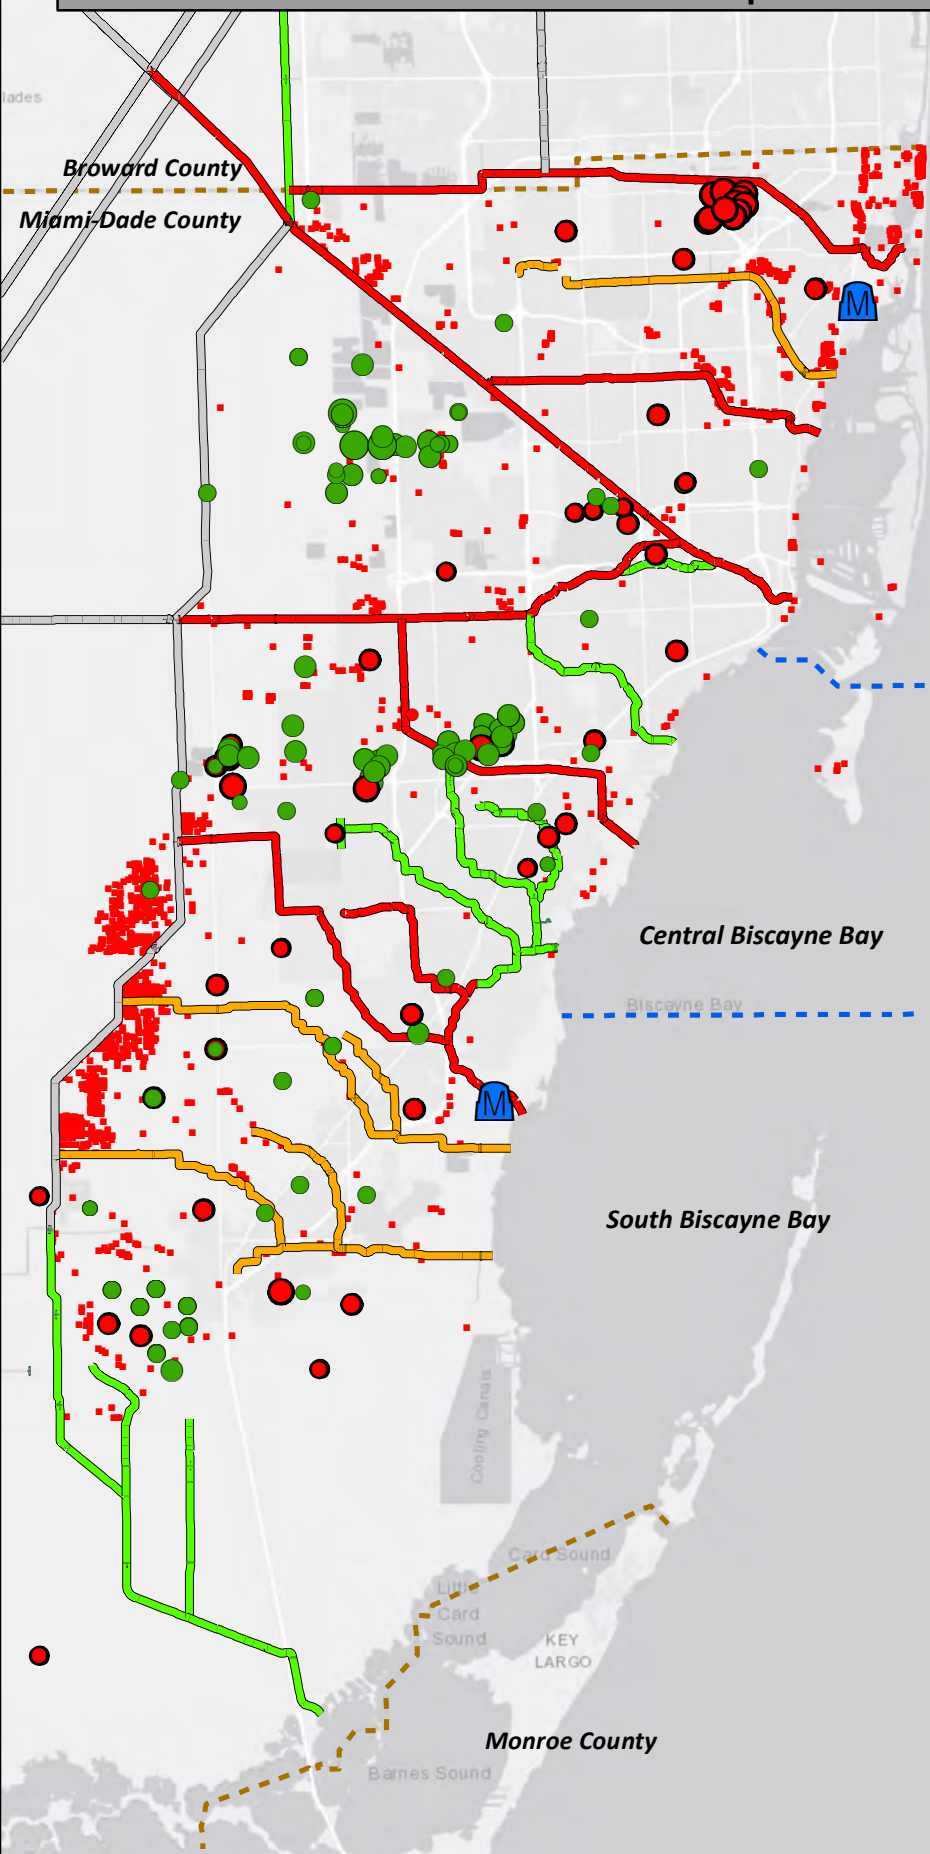 lades
Broward County
Miami-Dade County
M
Central Biscayne Bay
Biscayne Bay
M
South Biscayne Bay
Cooling Canals
Card Sound
Little
Card
Sound
KEY
LARGO
Monroe County
Barnes Sound